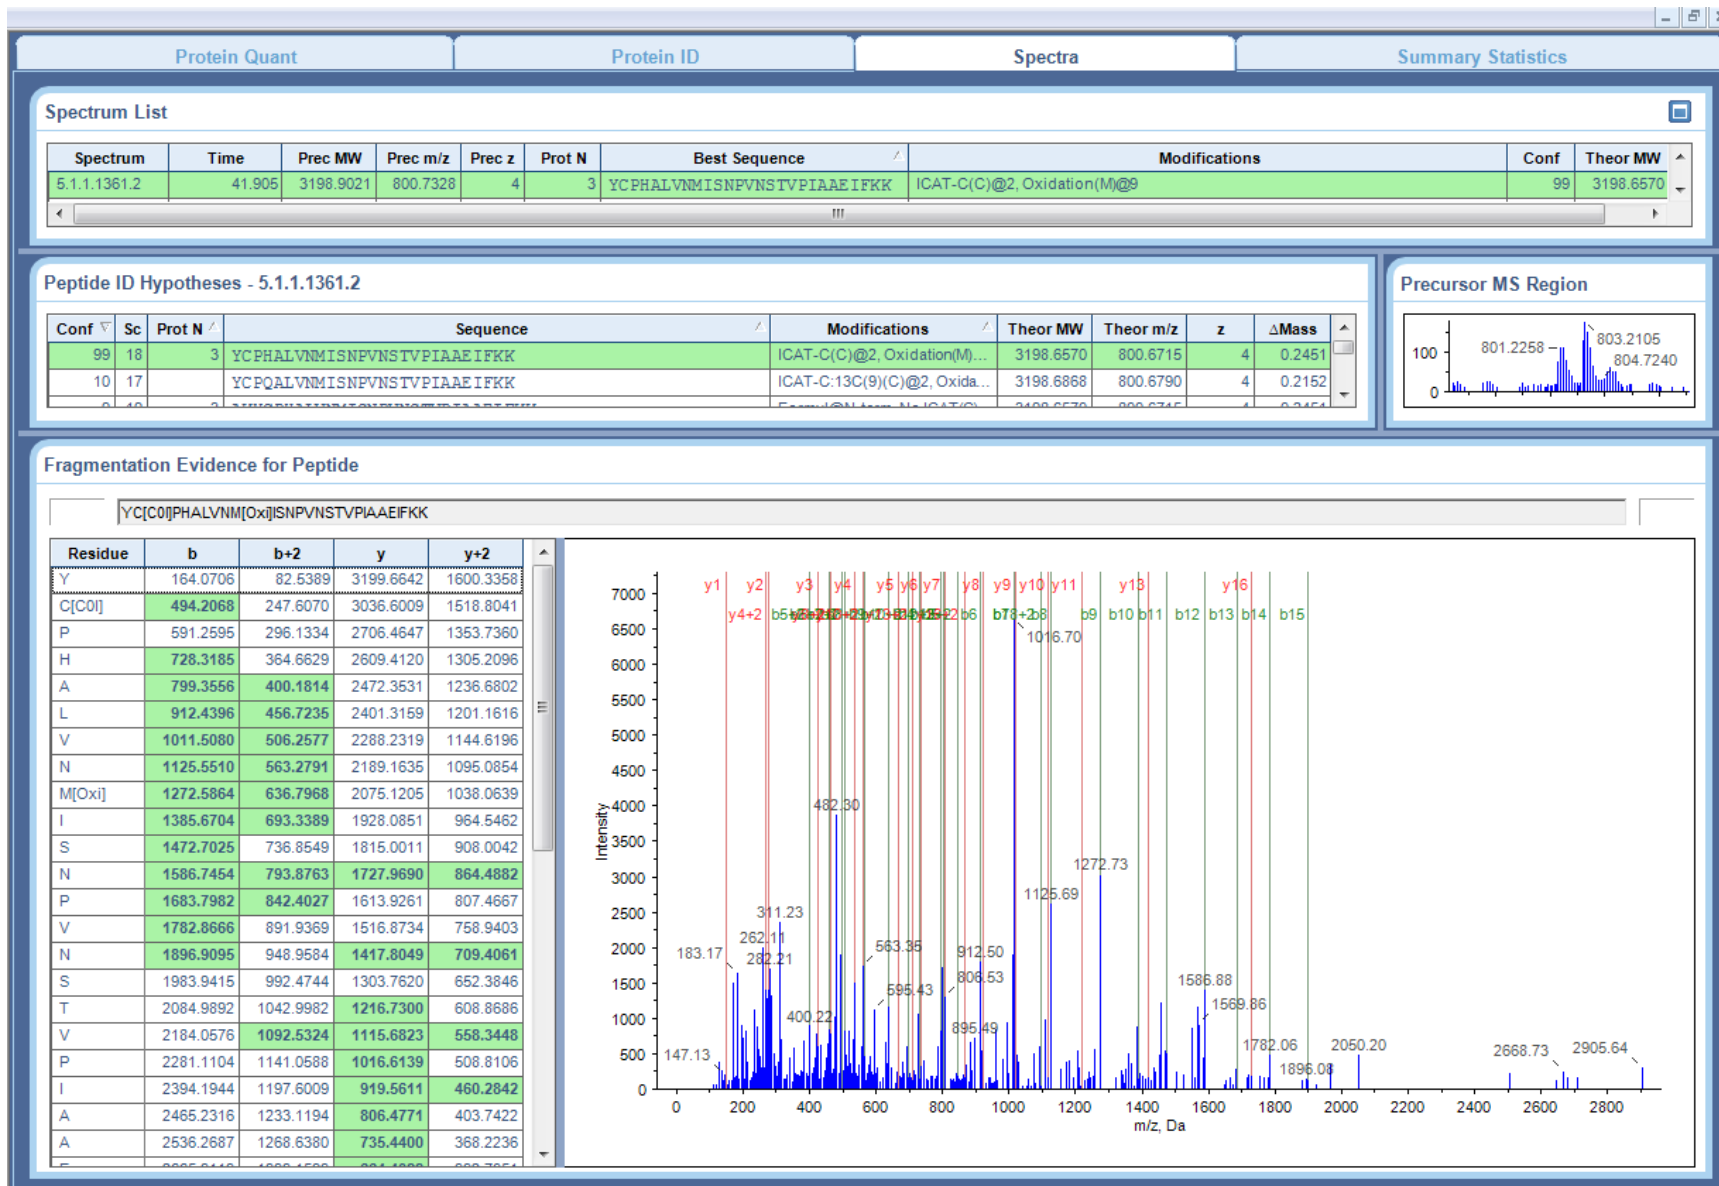 Protein Quant Protein ID Spectra Summary Statistics
Spectrum List
Spectrum Time Prec MW Prec m/z Prec z Prot N Best Sequence Modifications Conf Theor MW
5.1.1.1361.2 41.905 3198.9021 800.7328 4 3 YCPHALVNMISNPVNSTVPIAAEIFKK ICAT-C(C)@2, Oxidation(M)@9 99 3198.6570
Peptide ID Hypotheses - 5.1.1.1361.2
Conf Sc Prot N Sequence Modifications Theor MW Theor m/z z ΔMass
99 18 3 YCPHALVNMISNPVNSTVPIAAEIFKK ICAT-C(C)@2, Oxidation(M)... 3198.6570 800.6715 4 0.2451
10 17 YCPQALVNMISNPVNSTVPIAAEIFKK ICAT-C:13C(9)(C)@2, Oxida... 3198.6868 800.6790 4 0.2152
Precursor MS Region
100
0
801.2258
803.2105
804.7240
Fragmentation Evidence for Peptide
YC[C0I]PHALVNM[Oxi]ISNPVNSTVPIAAEIFKK
Residue b b+2 y y+2
Y 164.0706 82.5389 3199.6642 1600.3358
C[C0I] 494.2068 247.6070 3036.6009 1518.8041
P 591.2595 296.1334 2706.4647 1353.7360
H 728.3185 364.6629 2609.4120 1305.2096
A 799.3556 400.1814 2472.3531 1236.6802
L 912.4396 456.7235 2401.3159 1201.1616
V 1011.5080 506.2577 2288.2319 1144.6196
N 1125.5510 563.2791 2189.1635 1095.0854
M[Oxi] 1272.5864 636.7968 2075.1205 1038.0639
I 1385.6704 693.3389 1928.0851 964.5462
S 1472.7025 736.8549 1815.0011 908.0042
N 1586.7454 793.8763 1727.9690 864.4882
P 1683.7982 842.4027 1613.9261 807.4667
V 1782.8666 891.9369 1516.8734 758.9403
N 1896.9095 948.9584 1417.8049 709.4061
S 1983.9415 992.4744 1303.7620 652.3846
T 2084.9892 1042.9982 1216.7300 608.8686
V 2184.0576 1092.5324 1115.6823 558.3448
P 2281.1104 1141.0588 1016.6139 508.8106
I 2394.1944 1197.6009 919.5611 460.2842
A 2465.2316 1233.1194 806.4771 403.7422
A 2536.2687 1268.6380 735.4400 368.2236
y1 y2 y3 y4 y5 y6 y7 y8 y9 y10 y11 y13 y16
y4+2 b6 b8 b9 b10 b11 b12 b13 b14 b15
7000
6500
6000
5500
5000
4500
4000
3500
3000
2500
2000
1500
1000
500
0
Intensity
1016.70
482.30
1272.73
1125.69
311.23
262.11
282.21
183.17
563.35
912.50
806.53
595.43
400.22
895.49
1586.88
1569.86
147.13
1782.06
1896.08
2050.20
2668.73
2905.64
0 200 400 600 800 1000 1200 1400 1600 1800 2000 2200 2400 2600 2800
m/z, Da